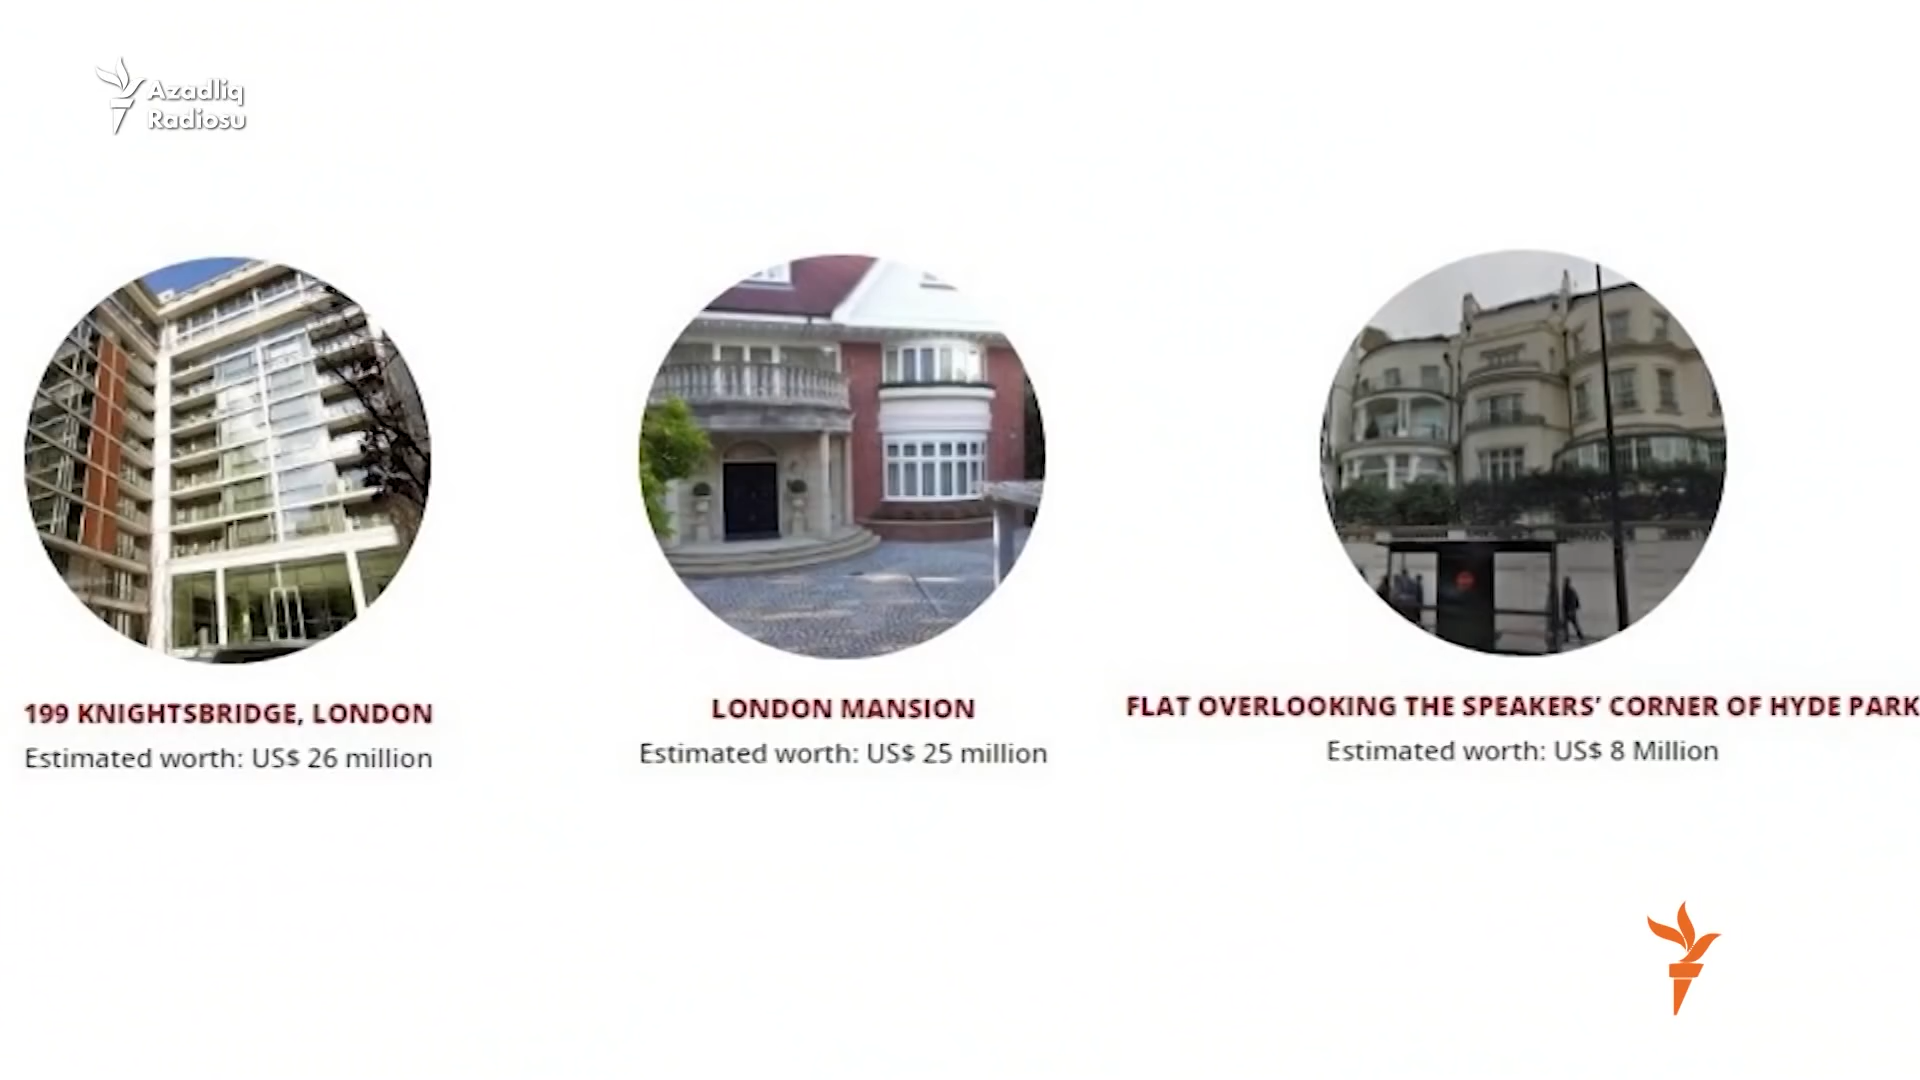 Azadlıq
Radiosu
199 KNIGHTSBRIDGE, LONDON
Estimated worth: US$ 26 million
LONDON MANSION
Estimated worth: US$ 25 million
FLAT OVERLOOKING THE SPEAKERS’ CORNER OF HYDE PARK
Estimated worth: US$ 8 Million